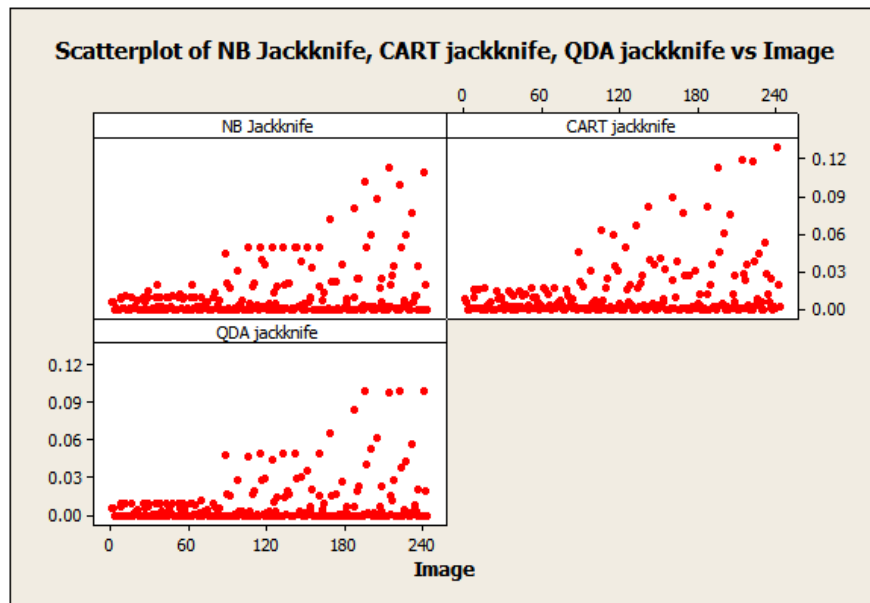 Scatterplot of NB Jackknife, CART jackknife, QDA jackknife vs Image
0 60 120 180 240
NB Jackknife CART jackknife
0.12
0.09
0.06
0.03
0.00
QDA jackknife
0.12
0.09
0.06
0.03
0.00
0 60 120 180 240
Image